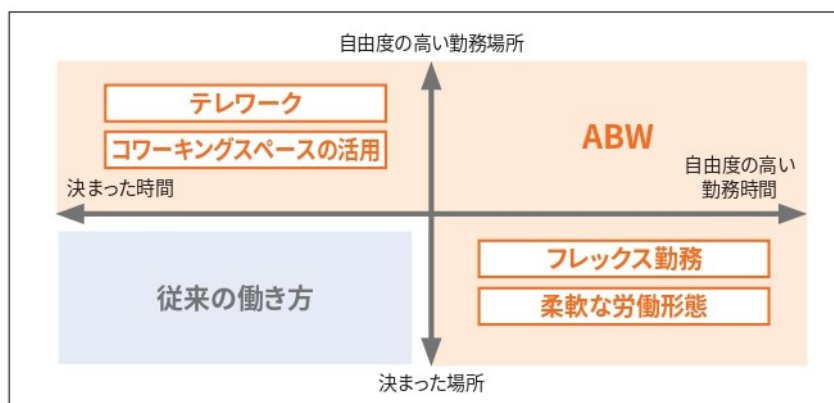 自由度の高い勤務場所
テレワーク
コワーキングスペースの活用
ABW
決まった時間
自由度の高い
勤務時間
従来の働き方
フレックス勤務
柔軟な労働形態
決まった場所